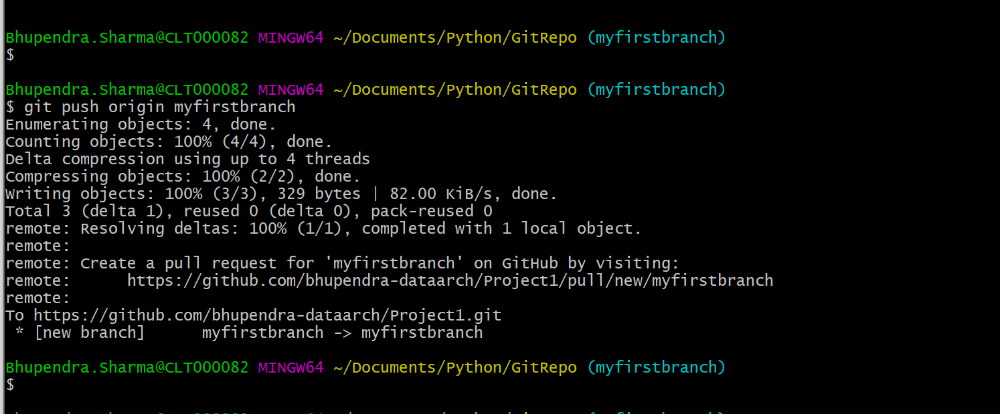 Bhupendra.Sharma@CLT000082 MINGW64 ~/Documents/Python/GitRepo (myfirstbranch)
$
Bhupendra.Sharma@CLT000082 MINGW64 ~/Documents/Python/GitRepo (myfirstbranch)
$ git push origin myfirstbranch
Enumerating objects: 4, done.
Counting objects: 100% (4/4), done.
Delta compression using up to 4 threads
Compressing objects: 100% (2/2), done.
Writing objects: 100% (3/3), 329 bytes | 82.00 KiB/s, done.
Total 3 (delta 1), reused 0 (delta 0), pack-reused 0
remote: Resolving deltas: 100% (1/1), completed with 1 local object.
remote:
remote: Create a pull request for 'myfirstbranch' on GitHub by visiting:
remote:      https://github.com/bhupendra-dataarch/Project1/pull/new/myfirstbranch
remote:
To https://github.com/bhupendra-dataarch/Project1.git
 * [new branch]      myfirstbranch -> myfirstbranch
Bhupendra.Sharma@CLT000082 MINGW64 ~/Documents/Python/GitRepo (myfirstbranch)
$